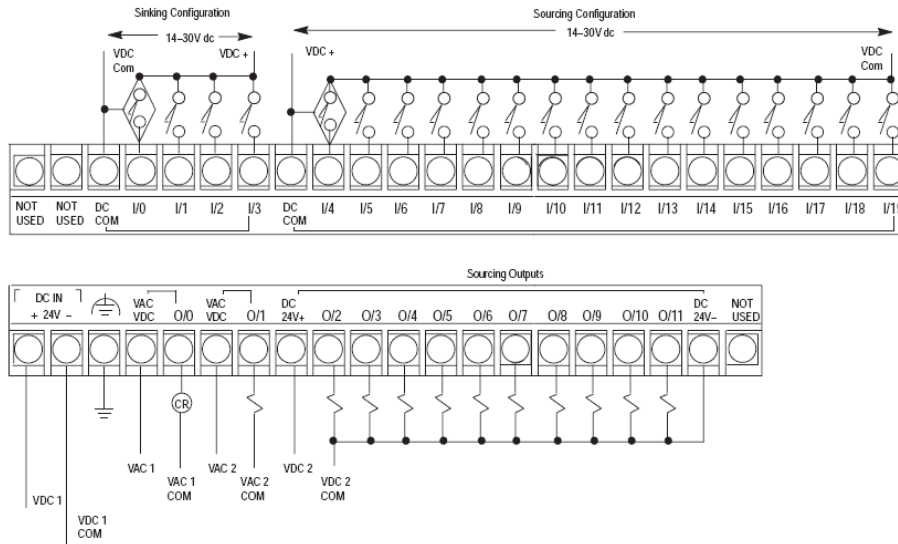 Sinking Configuration
14–30V dc
VDC
Com
VDC +
Sourcing Configuration
14–30V dc
VDC +
VDC
Com
NOT
USED
NOT
USED
DC
COM
I/0
I/1
I/2
I/3
DC
COM
I/4
I/5
I/6
I/7
I/8
I/9
I/10
I/11
I/12
I/13
I/14
I/15
I/16
I/17
I/18
I/19
Sourcing Outputs
DC IN
+ 24V –
VAC
VDC
O/0
VAC
VDC
O/1
DC
24V+
O/2
O/3
O/4
O/5
O/6
O/7
O/8
O/9
O/10
O/11
DC
24V–
NOT
USED
CR
VAC 1
VAC 1
COM
VAC 2
VAC 2
COM
VDC 2
VDC 2
COM
VDC 1
VDC 1
COM